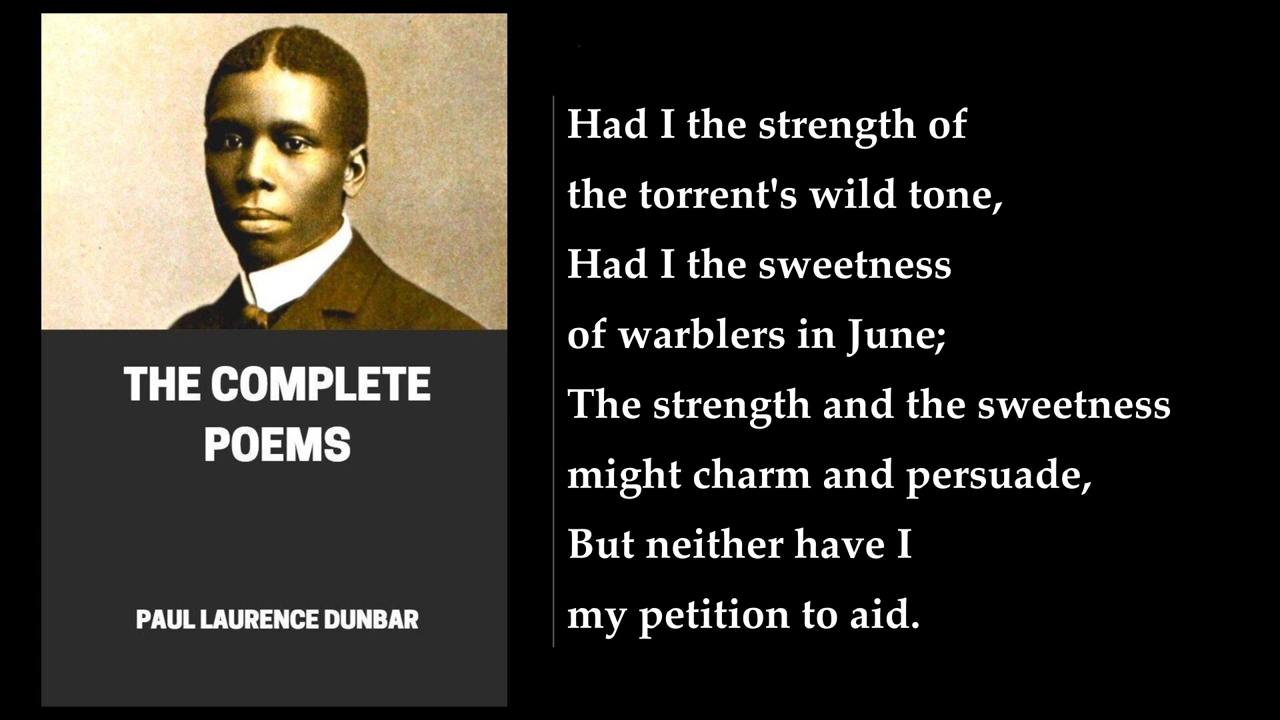 THE COMPLETE
POEMS
PAUL LAURENCE DUNBAR
Had I the strength of
the torrent's wild tone,
Had I the sweetness
of warblers in June;
The strength and the sweetness
might charm and persuade,
But neither have I
my petition to aid.